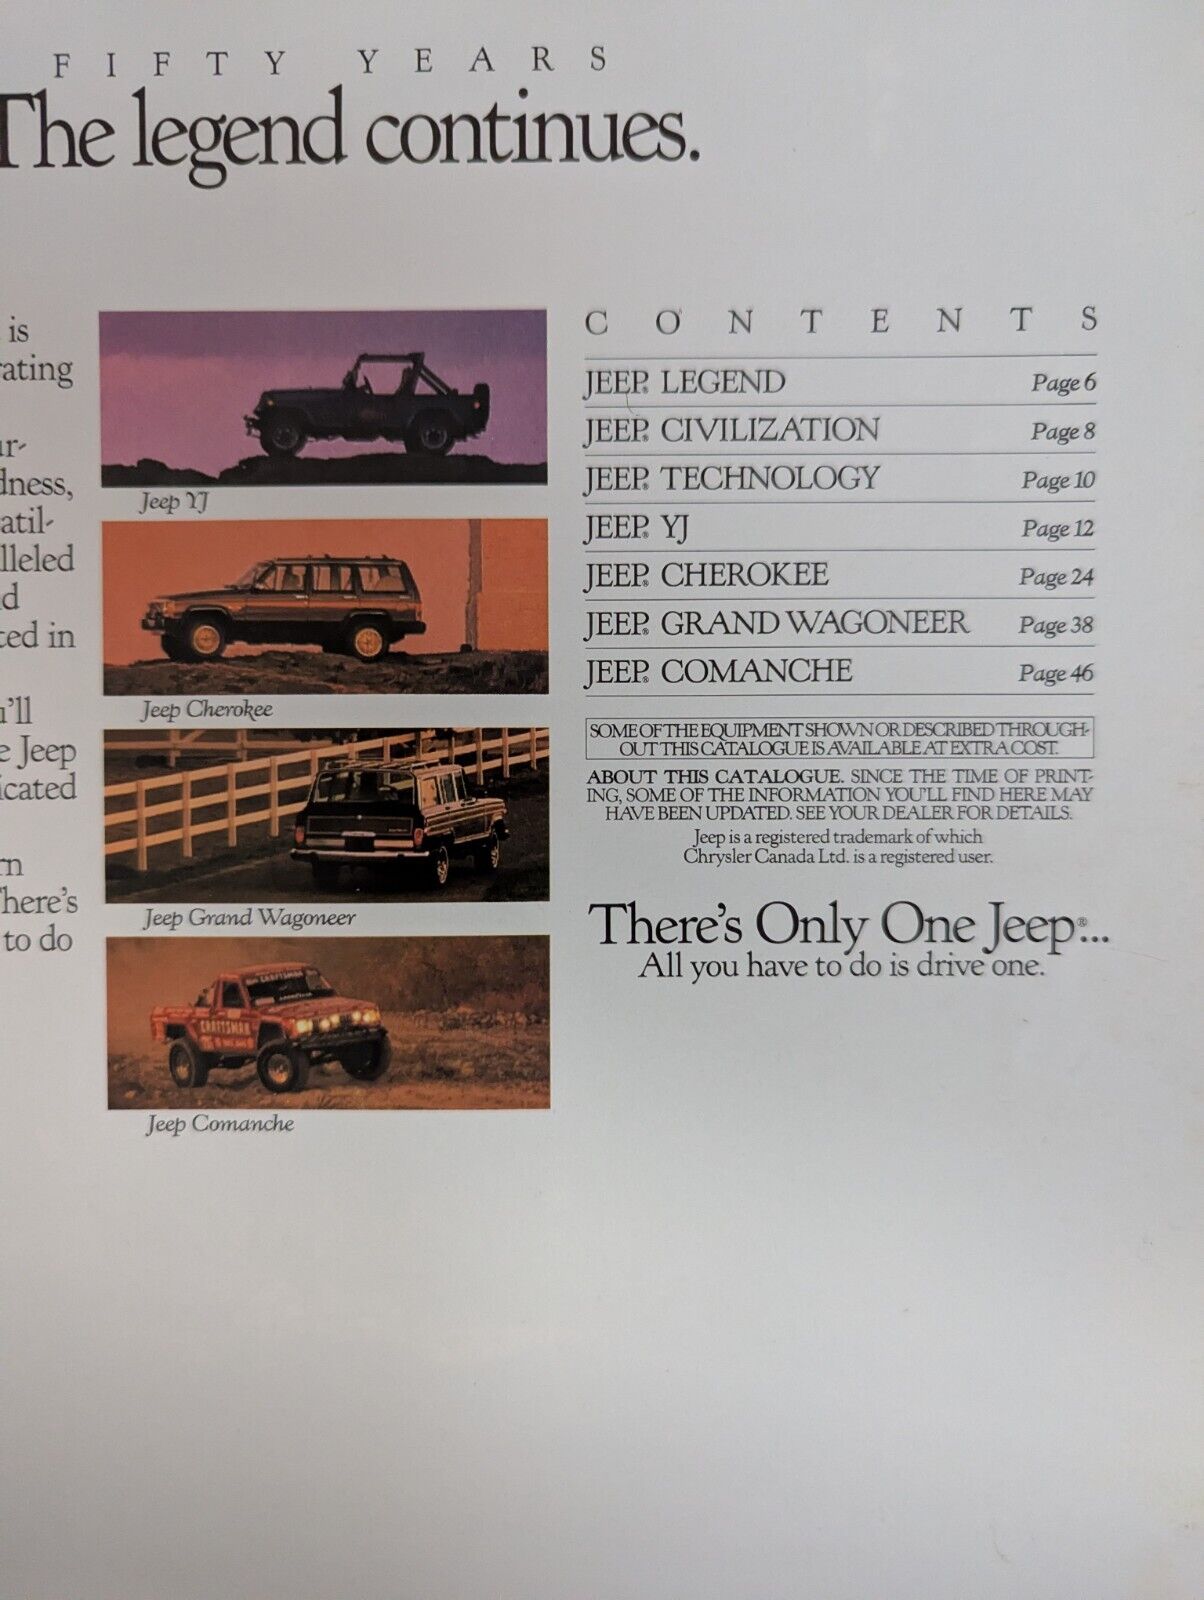 FIFTY YEARS
The legend continues.
is
rating
ur-
dness,
atil-
lleled
d
ted in
u'll
e Jeep
icated
rn
here's
to do
Jeep YJ
Jeep Cherokee
Jeep Grand Wagoneer
CRAFTSMAN
CRAFTSMAN
Jeep Comanche
CONTENTS
JEEP® LEGEND Page 6
JEEP® CIVILIZATION Page 8
JEEP® TECHNOLOGY Page 10
JEEP® YJ Page 12
JEEP® CHEROKEE Page 24
JEEP® GRAND WAGONEER Page 38
JEEP® COMANCHE Page 46
SOME OF THE EQUIPMENT SHOWN OR DESCRIBED THROUGH-
OUT THIS CATALOGUE IS AVAILABLE AT EXTRA COST.
ABOUT THIS CATALOGUE. SINCE THE TIME OF PRINT-
ING, SOME OF THE INFORMATION YOU'LL FIND HERE MAY
HAVE BEEN UPDATED. SEE YOUR DEALER FOR DETAILS.
Jeep is a registered trademark of which
Chrysler Canada Ltd. is a registered user.
There's Only One Jeep®...
All you have to do is drive one.